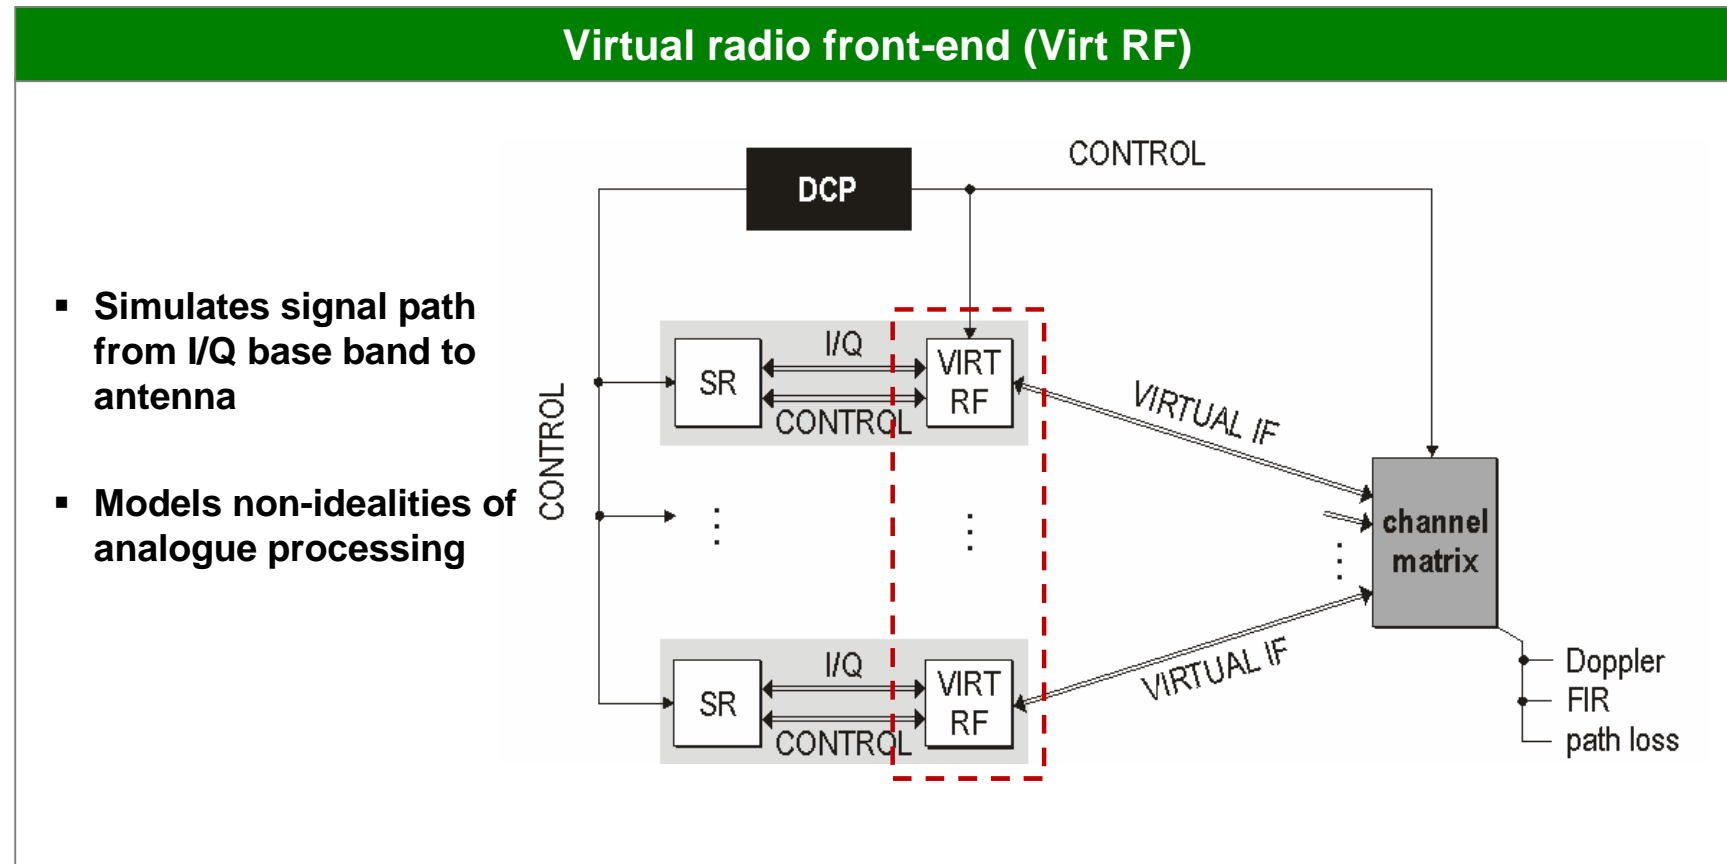 Virtual radio front-end (Virt RF)
▪ Simulates signal path
from I/Q base band to
antenna
▪ Models non-idealities of
analogue processing
CONTROL
DCP
CONTROL
SR
I/Q
CONTROL
VIRT
RF
VIRTUAL IF
⋮
⋮
⋮
channel
matrix
SR
I/Q
CONTROL
VIRT
RF
VIRTUAL IF
Doppler
FIR
path loss